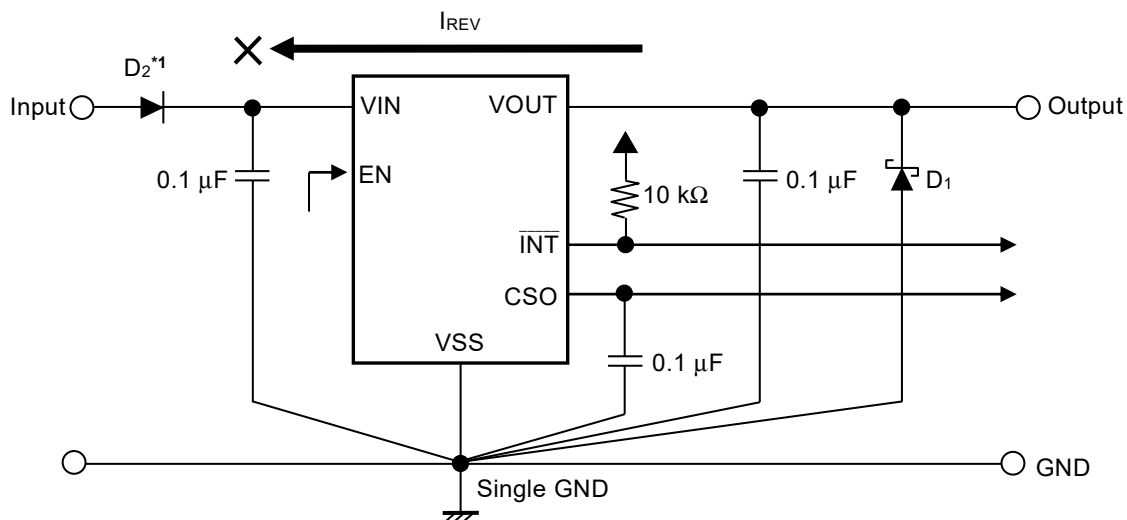 IREV
D2*1
Input
VIN
VOUT
Output
0.1 μF
EN
10 kΩ
0.1 μF
D1
INT
CSO
VSS
0.1 μF
Single GND
GND